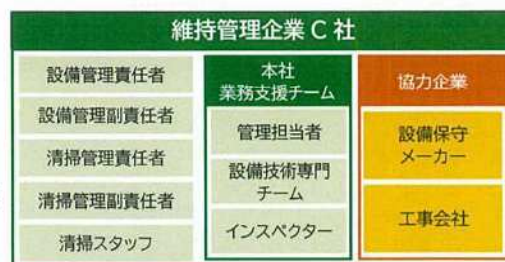 維持管理企業 C 社
設備管理責任者
設備管理副責任者
清掃管理責任者
清掃管理副責任者
清掃スタッフ
本社
業務支援チーム
管理担当者
設備技術専門
チーム
インスペクター
協力企業
設備保守
メーカー
工事会社